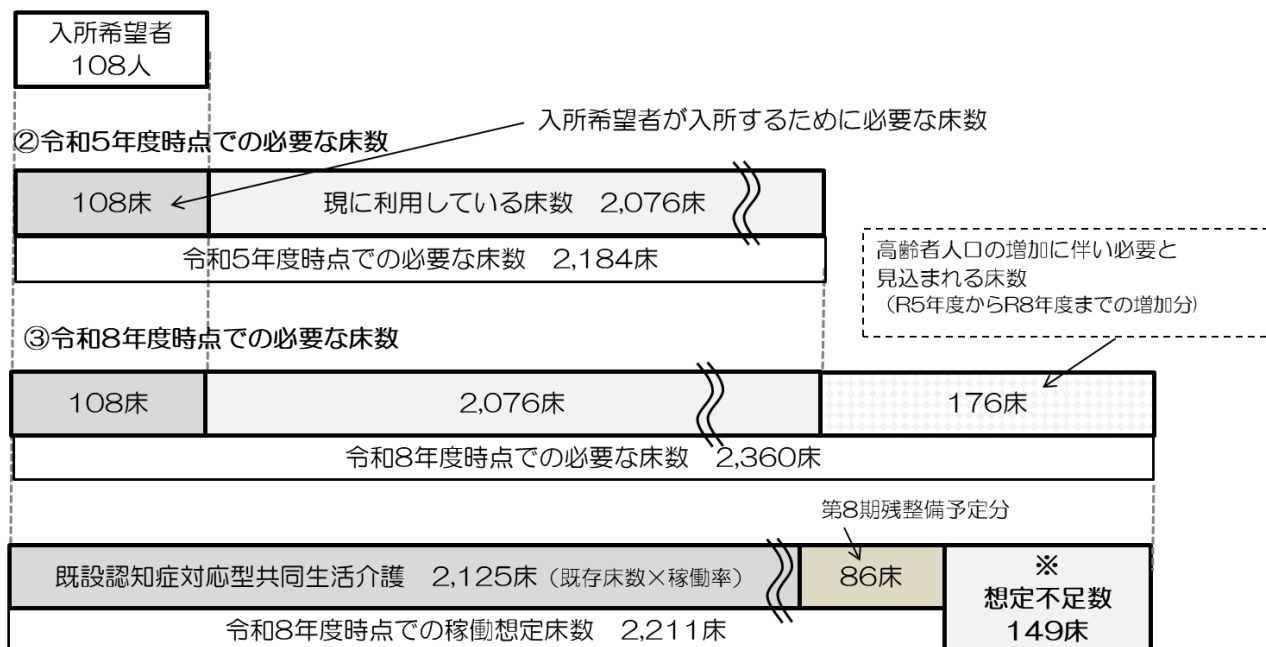 入所希望者
108人
入所希望者が入所するために必要な床数
②令和5年度時点での必要な床数
108床
現に利用している床数 2,076床
令和5年度時点での必要な床数 2,184床
高齢者人口の増加に伴い必要と
見込まれる床数
（R5年度からR8年度までの増加分）
③令和8年度時点での必要な床数
108床
2,076床
176床
令和8年度時点での必要な床数 2,360床
第8期残整備予定分
既設認知症対応型共同生活介護 2,125床（既存床数×稼働率）
86床
※
想定不足数
149床
令和8年度時点での稼働想定床数 2,211床